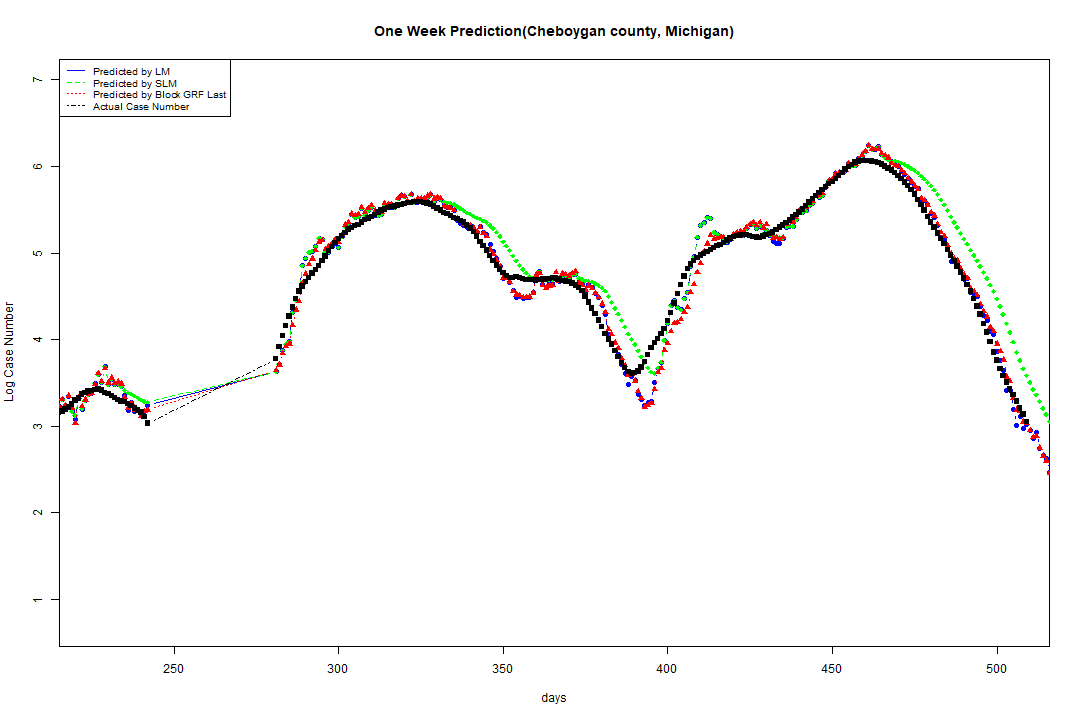 One Week Prediction(Cheboygan county, Michigan)
Predicted by LM
Predicted by SLM
Predicted by Block GRF Last
Actual Case Number
7
6
5
4
3
2
1
Log Case Number
250
300
350
400
450
500
days